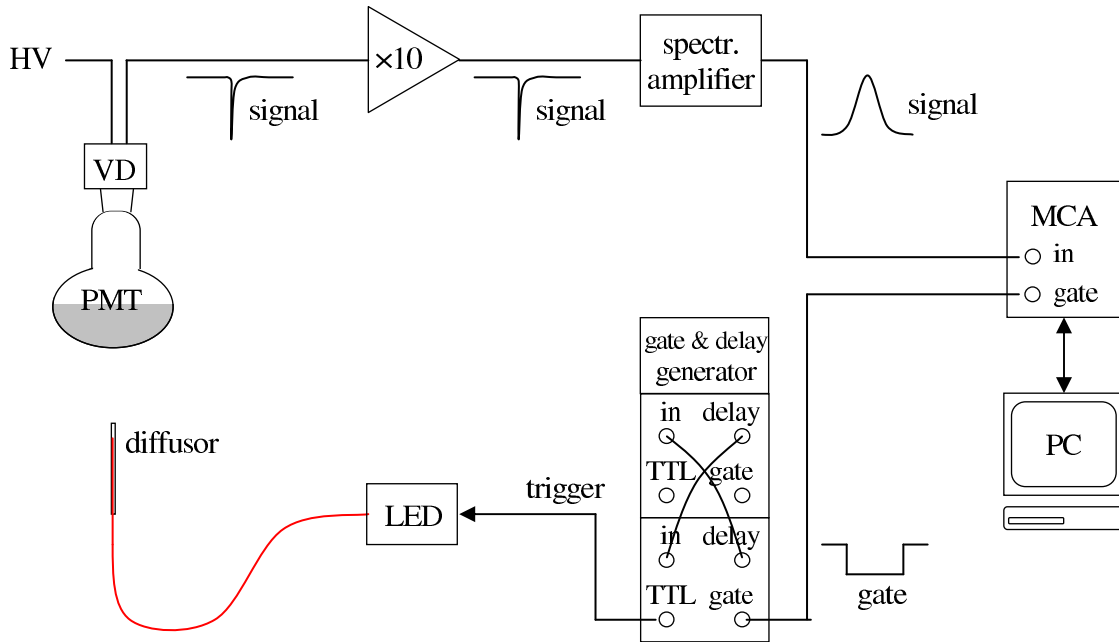 HV
×10
spectr.
amplifier
signal
signal
signal
VD
MCA
in
gate
PMT
gate & delay
generator
in delay
TTL gate
PC
diffusor
trigger
LED
in delay
TTL gate
gate